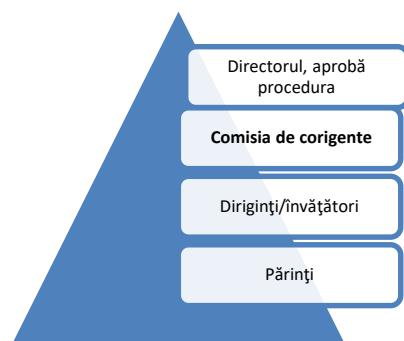 Directorul, aprobă
procedura
Comisia de corigente
Diriginţi/învăţători
Părinţi